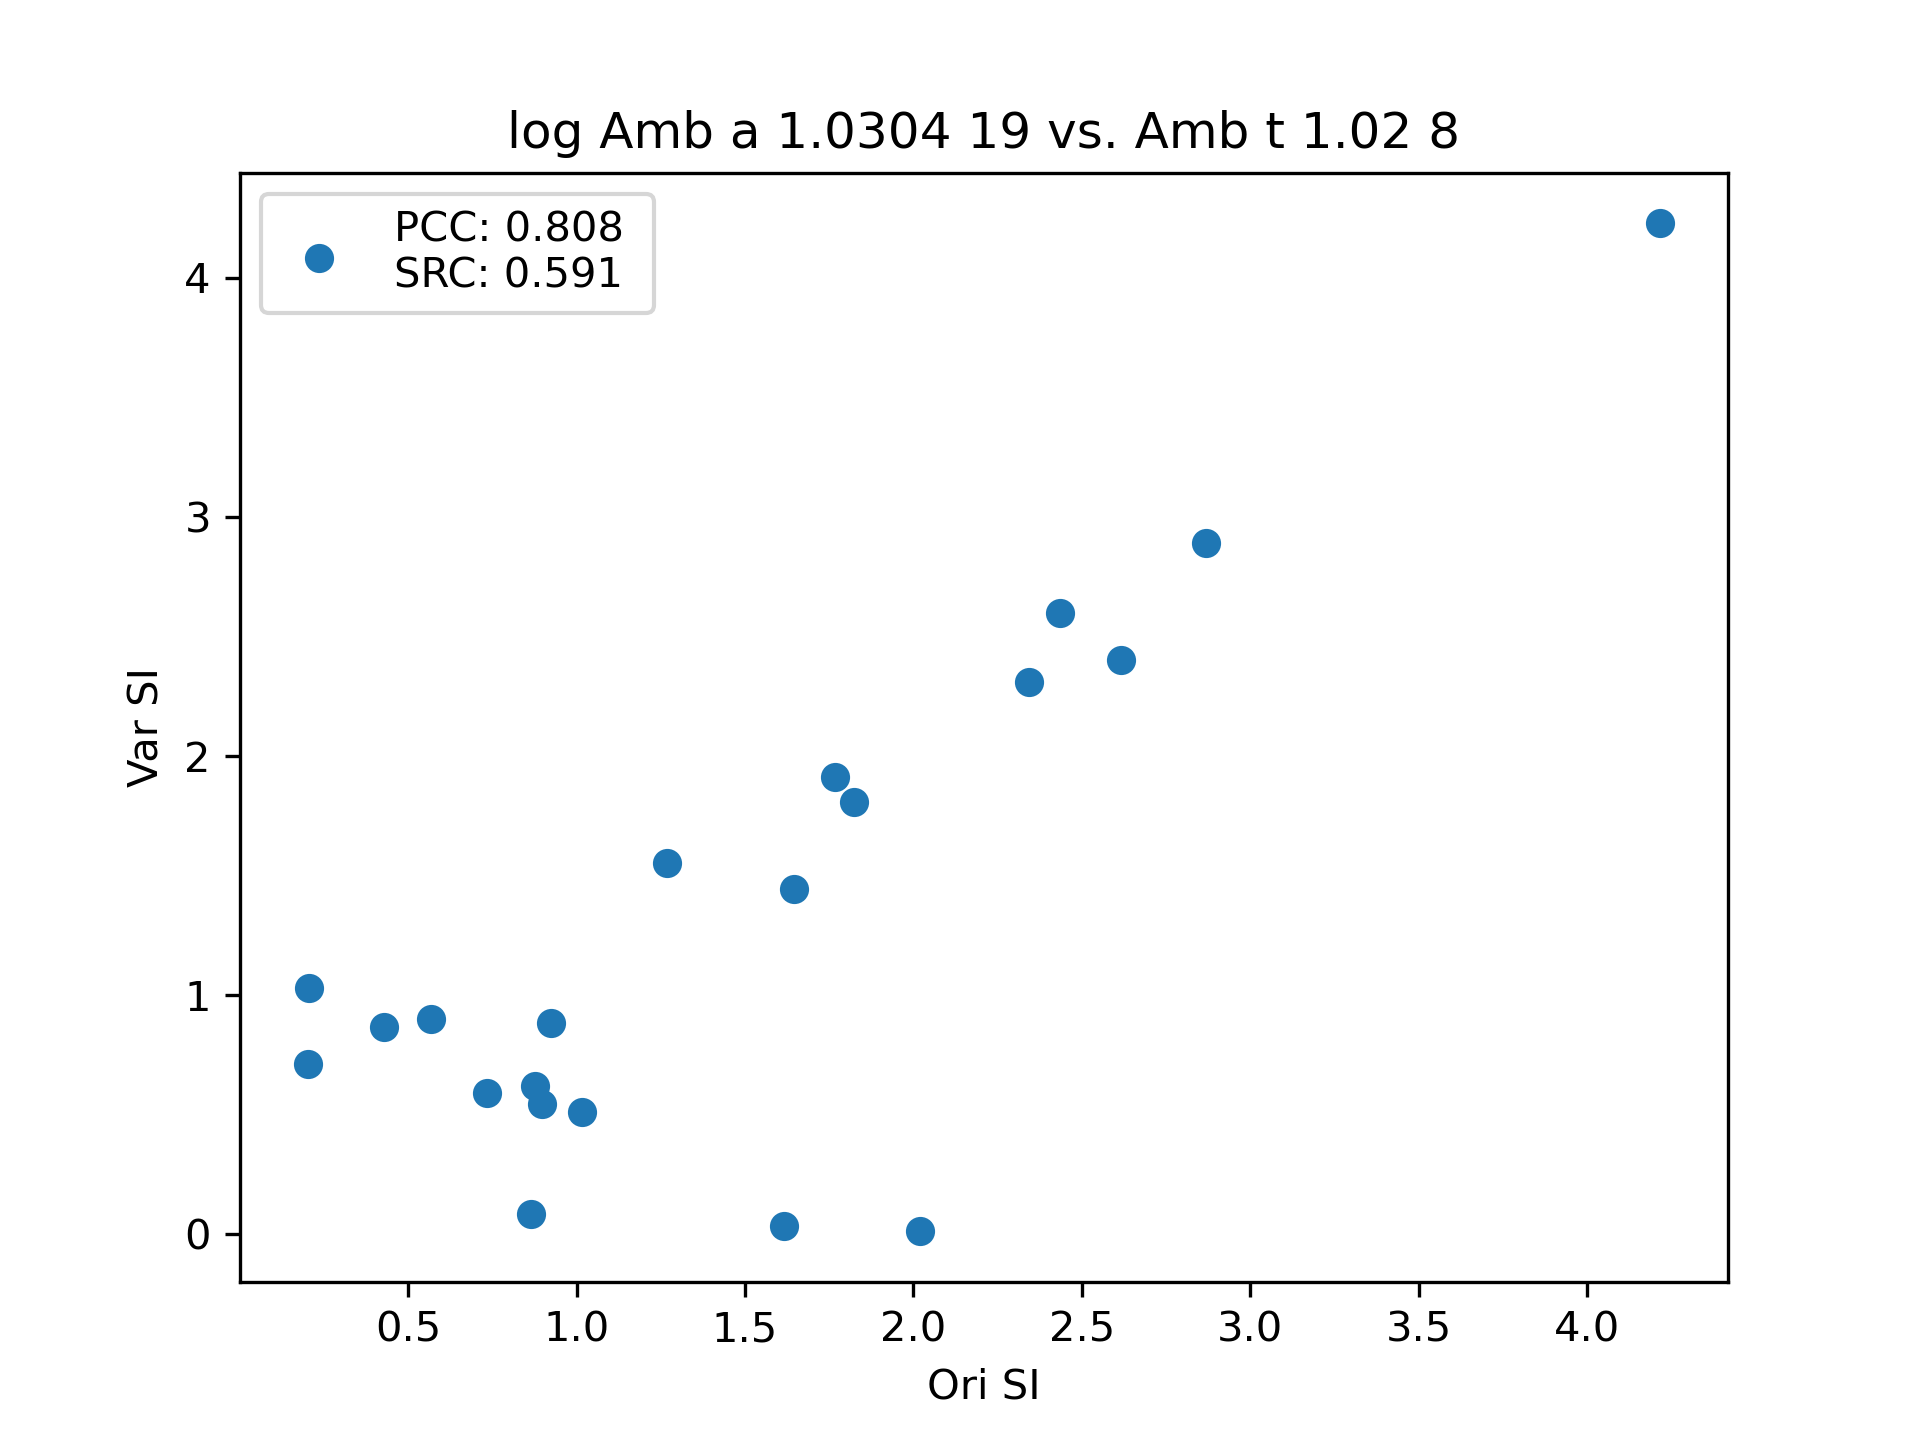 log Amb a 1.0304 19 vs. Amb t 1.02 8
PCC: 0.808
SRC: 0.591
4
3
2
1
0
Var SI
0.5 1.0 1.5 2.0 2.5 3.0 3.5 4.0
Ori SI